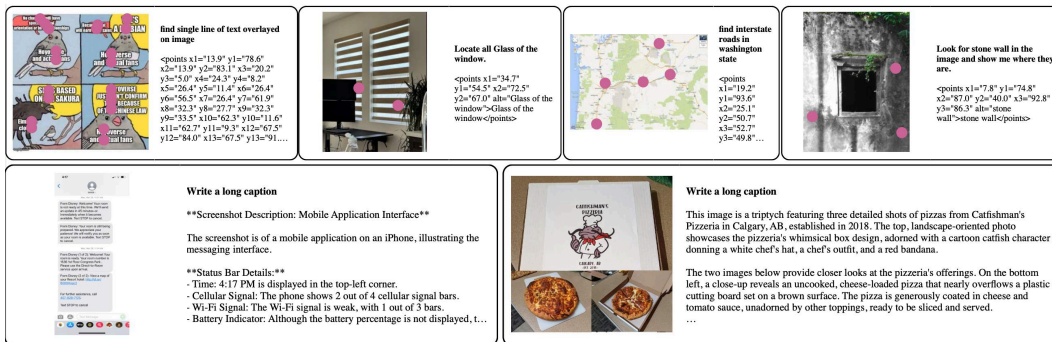 find single line of text overlayed
on image
<points x1="13.9" y1="78.6"
x2="13.9" y2="83.1" x3="20.2"
y3="5.0" x4="24.3" y4="8.2"
x5="26.4" y5="11.4" x6="26.4"
y6="56.5" x7="26.4" y7="61.9"
x8="32.3" y8="27.7" x9="32.3"
y9="33.5" x10="62.3" y10="11.6"
x11="62.7" y11="9.3" x12="67.5"
y12="84.0" x13="67.5" y13="91.…
Locate all Glass of the
window.
<points x1="34.7"
y1="54.5" x2="72.5"
y2="67.0" alt="Glass of the
window">Glass of the
window</points>
find interstate
roads in
washington
state
<points
x1="19.2"
y1="93.6"
x2="25.1"
y2="50.7"
x3="52.7"
y3="49.8"…
Look for stone wall in the
image and show me where they
are.
<points x1="7.8" y1="74.8"
x2="87.0" y2="40.0" x3="92.8"
y3="86.3" alt="stone
wall">stone wall</points>
Write a long caption
**Screenshot Description: Mobile Application Interface**
The screenshot is of a mobile application on an iPhone, illustrating the
messaging interface.
**Status Bar Details:**
- Time: 4:17 PM is displayed in the top-left corner.
- Cellular Signal: The phone shows 2 out of 4 cellular signal bars.
- Wi-Fi Signal: The Wi-Fi signal is weak, with 1 out of 3 bars.
- Battery Indicator: Although the battery percentage is not displayed, t…
CATFISHMAN'S
PIZZERIA
CALGARY AB
Write a long caption
This image is a triptych featuring three detailed shots of pizzas from Catfishman's
Pizzeria in Calgary, AB, established in 2018. The top, landscape-oriented photo
showcases the pizzeria's whimsical box design, adorned with a cartoon catfish character
donning a white chef's hat, a chef's outfit, and a red bandana.
The two images below provide closer looks at the pizzeria's offerings. On the bottom
left, a close-up reveals an uncooked, cheese-loaded pizza that nearly overflows a plastic
cutting board set on a brown surface. The pizza is generously coated in cheese and
tomato sauce, unadorned by other toppings, ready to be sliced and served.
…